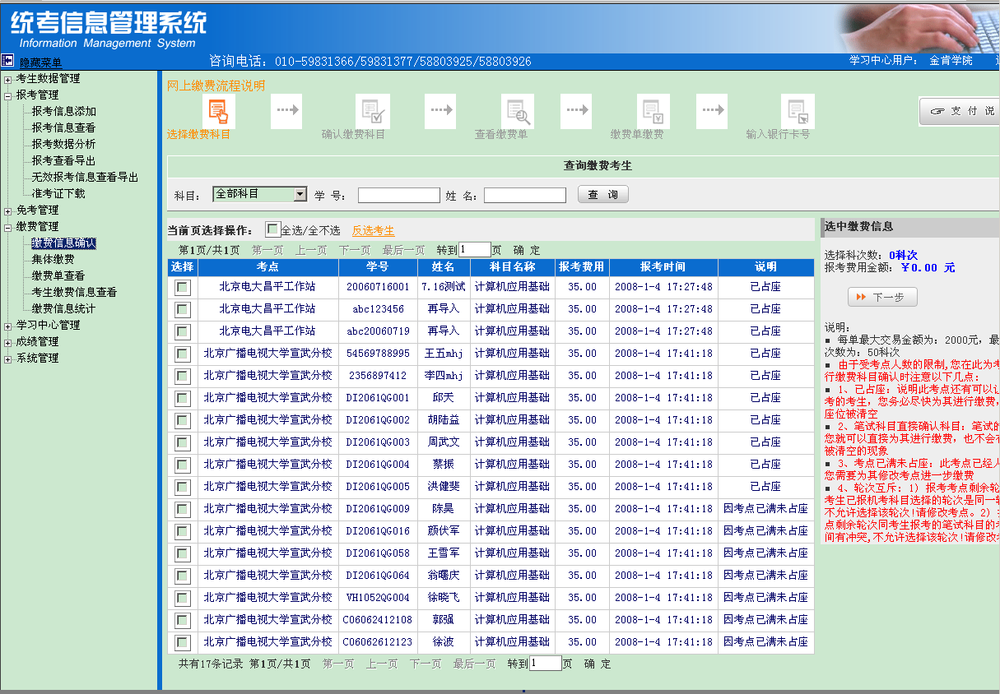 统考信息管理系统
Information Management System
隐藏菜单
咨询电话：010-59831366/59831377/58803925/58803926
学习中心用户： 金肯学院
考生数据管理
报考管理
报考信息添加
报考信息查看
报考数据分析
报考查看导出
无效报考信息查看导出
准考证下载
免考管理
缴费管理
缴费信息确认
集体缴费
缴费单查看
考生缴费信息查看
缴费信息统计
学习中心管理
成绩管理
系统管理
网上缴费流程说明
选择缴费科目 确认缴费科目 查看缴费单 缴费单缴费 输入银行卡号
支 付 说
查询缴费考生
科目： 全部科目 学 号： 姓 名： 查 询
当前页选择操作： 全选/全不选 反选考生
第1页/共1页 第一页 上一页 下一页 最后一页 转到 1 页 确 定
选择 考点 学号 姓名 科目名称 报考费用 报考时间 说明
北京电大昌平工作站 20060716001 7.16测试 计算机应用基础 35.00 2008-1-4 17:27:48 已占座
北京电大昌平工作站 abc123456 再导入 计算机应用基础 35.00 2008-1-4 17:27:48 已占座
北京电大昌平工作站 abc20060719 再导入 计算机应用基础 35.00 2008-1-4 17:27:48 已占座
北京广播电视大学宣武分校 54569788995 王五mhj 计算机应用基础 35.00 2008-1-4 17:41:18 已占座
北京广播电视大学宣武分校 2356897412 李四mhj 计算机应用基础 35.00 2008-1-4 17:41:18 已占座
北京广播电视大学宣武分校 DI2061QG001 邱天 计算机应用基础 35.00 2008-1-4 17:41:18 已占座
北京广播电视大学宣武分校 DI2061QG002 胡陆益 计算机应用基础 35.00 2008-1-4 17:41:18 已占座
北京广播电视大学宣武分校 DI2061QG003 周武文 计算机应用基础 35.00 2008-1-4 17:41:18 已占座
北京广播电视大学宣武分校 DI2061QG004 蔡振 计算机应用基础 35.00 2008-1-4 17:41:18 已占座
北京广播电视大学宣武分校 DI2061QG005 洪健斐 计算机应用基础 35.00 2008-1-4 17:41:18 已占座
北京广播电视大学宣武分校 DI2061QG009 陈昊 计算机应用基础 35.00 2008-1-4 17:41:18 因考点已满未占座
北京广播电视大学宣武分校 DI2061QG016 颜伏军 计算机应用基础 35.00 2008-1-4 17:41:18 因考点已满未占座
北京广播电视大学宣武分校 DI2061QG058 王雪军 计算机应用基础 35.00 2008-1-4 17:41:18 因考点已满未占座
北京广播电视大学宣武分校 DI2061QG064 翁曙庆 计算机应用基础 35.00 2008-1-4 17:41:18 因考点已满未占座
北京广播电视大学宣武分校 VH1052QG004 徐晓飞 计算机应用基础 35.00 2008-1-4 17:41:18 因考点已满未占座
北京广播电视大学宣武分校 C06062412108 郭强 计算机应用基础 35.00 2008-1-4 17:41:18 因考点已满未占座
北京广播电视大学宣武分校 C06062612123 徐波 计算机应用基础 35.00 2008-1-4 17:41:18 因考点已满未占座
共有17条记录 第1页/共1页 第一页 上一页 下一页 最后一页 转到 1 页 确 定
选中缴费信息
选择科次数：0科次
报考费用金额：￥0.00 元
下一步
说明：
■ 每单最大交易金额为：2000元，最
次数为：50科次
■ 由于受考点人数的限制,您在此为考
行缴费科目确认时注意以下几点：
■ 1、已占座：说明此考点还有可以让
考的考生，您务必尽快为其进行缴费，
座位被清空
■ 2、笔试科目直接确认科目：笔试的
您就可以直接为其进行缴费，也不会有
被清空的现象
■ 3、考点已满未占座：此考点已经人
您需要为其修改考点进一步缴费
■ 4、轮次互斥：1) 报考考点剩余轮
考生已报机考科目选择的轮次是同一轮
不允许选择该轮次!请修改考点。2)
点剩余轮次同考生报考的笔试科目的考
间有冲突,不允许选择该轮次!请修改